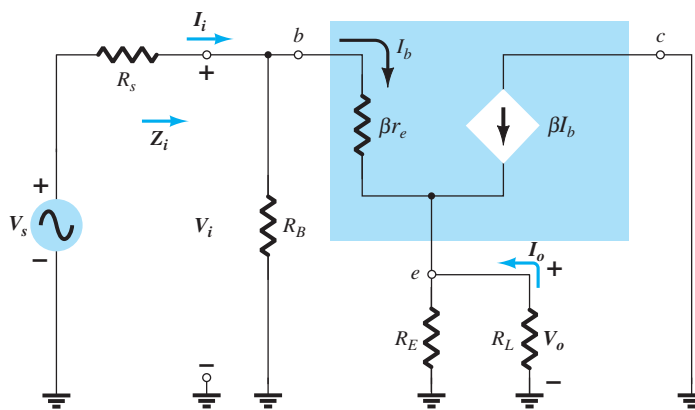 I_i
b
I_b
c
+
R_s
Z_i
βr_e
βI_b
+
V_s
−
V_i
R_B
I_o
+
e
R_E
R_L
V_o
−
−